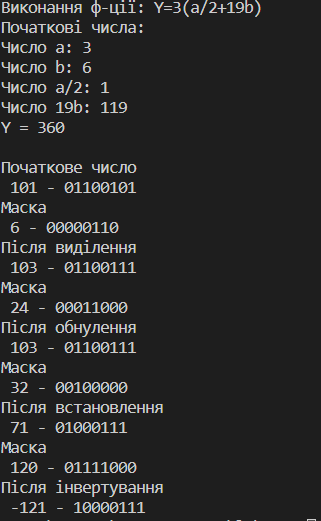 Виконання ф-ції: Y=3(a/2+19b)
Початкові числа:
Число a: 3
Число b: 6
Число a/2: 1
Число 19b: 119
Y = 360
Початкове число
101 - 01100101
Маска
6 - 00000110
Після виділення
103 - 01100111
Маска
24 - 00011000
Після обнулення
103 - 01100111
Маска
32 - 00100000
Після встановлення
71 - 01000111
Маска
120 - 01111000
Після інвертування
-121 - 10000111